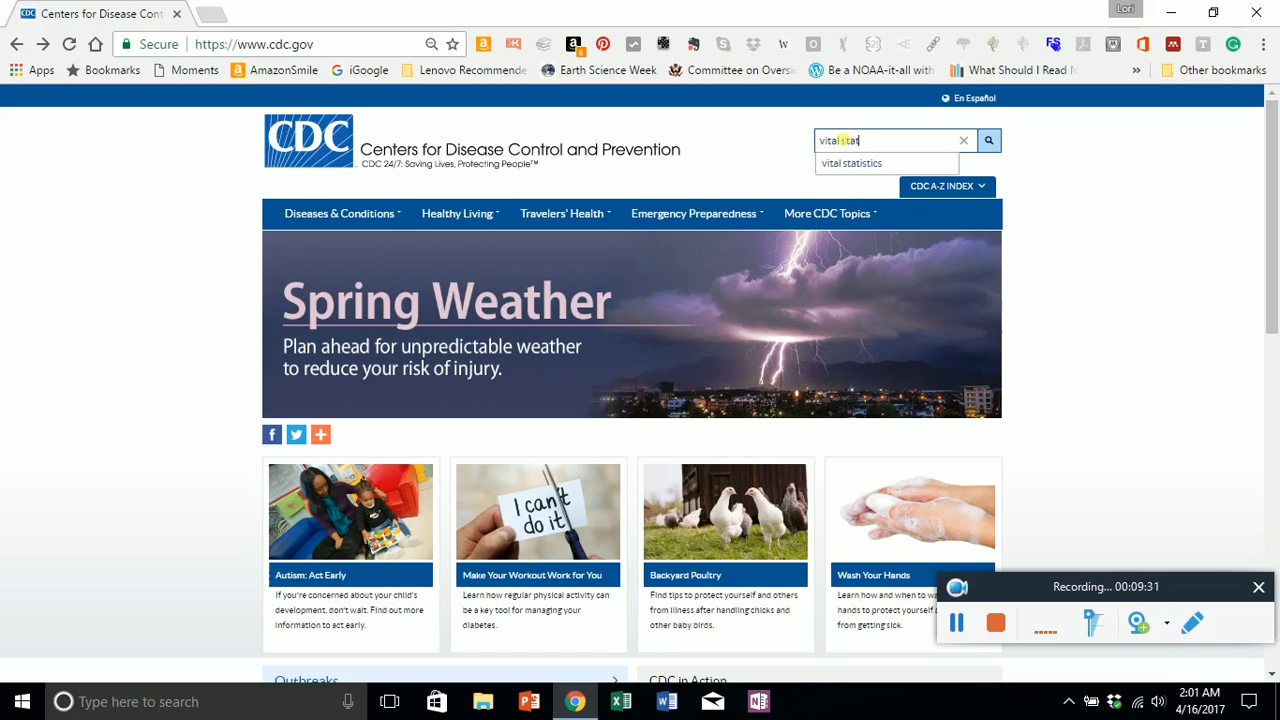 Centers for Disease Cont
Lori
Secure
https://www.cdc.gov
Apps
Bookmarks
Moments
AmazonSmile
iGoogle
Lenovo Recommende
Earth Science Week
Committee on Oversi
Be a NOAA-it-all with
What Should I Read N
Other bookmarks
En Español
CDC
Centers for Disease Control and Prevention
CDC 24/7: Saving Lives, Protecting People™
vital stat
vital statistics
CDC A-Z INDEX
Diseases & Conditions
Healthy Living
Travelers' Health
Emergency Preparedness
More CDC Topics
Spring Weather
Plan ahead for unpredictable weather
to reduce your risk of injury.
I can't
do it
Autism: Act Early
If you're concerned about your child's
development, don't wait. Find out more
information to act early.
Make Your Workout Work for You
Learn how regular physical activity
can be a key tool for managing your
diabetes.
Backyard Poultry
Find tips to protect yourself and others
from illness after handling chicks and
other baby birds.
Wash Your Hands
Learn how and when to wa
hands to protect yourself a
from getting sick.
Recording... 00:09:31
Outbreaks
CDC in Action
Type here to search
2:01 AM
4/16/2017